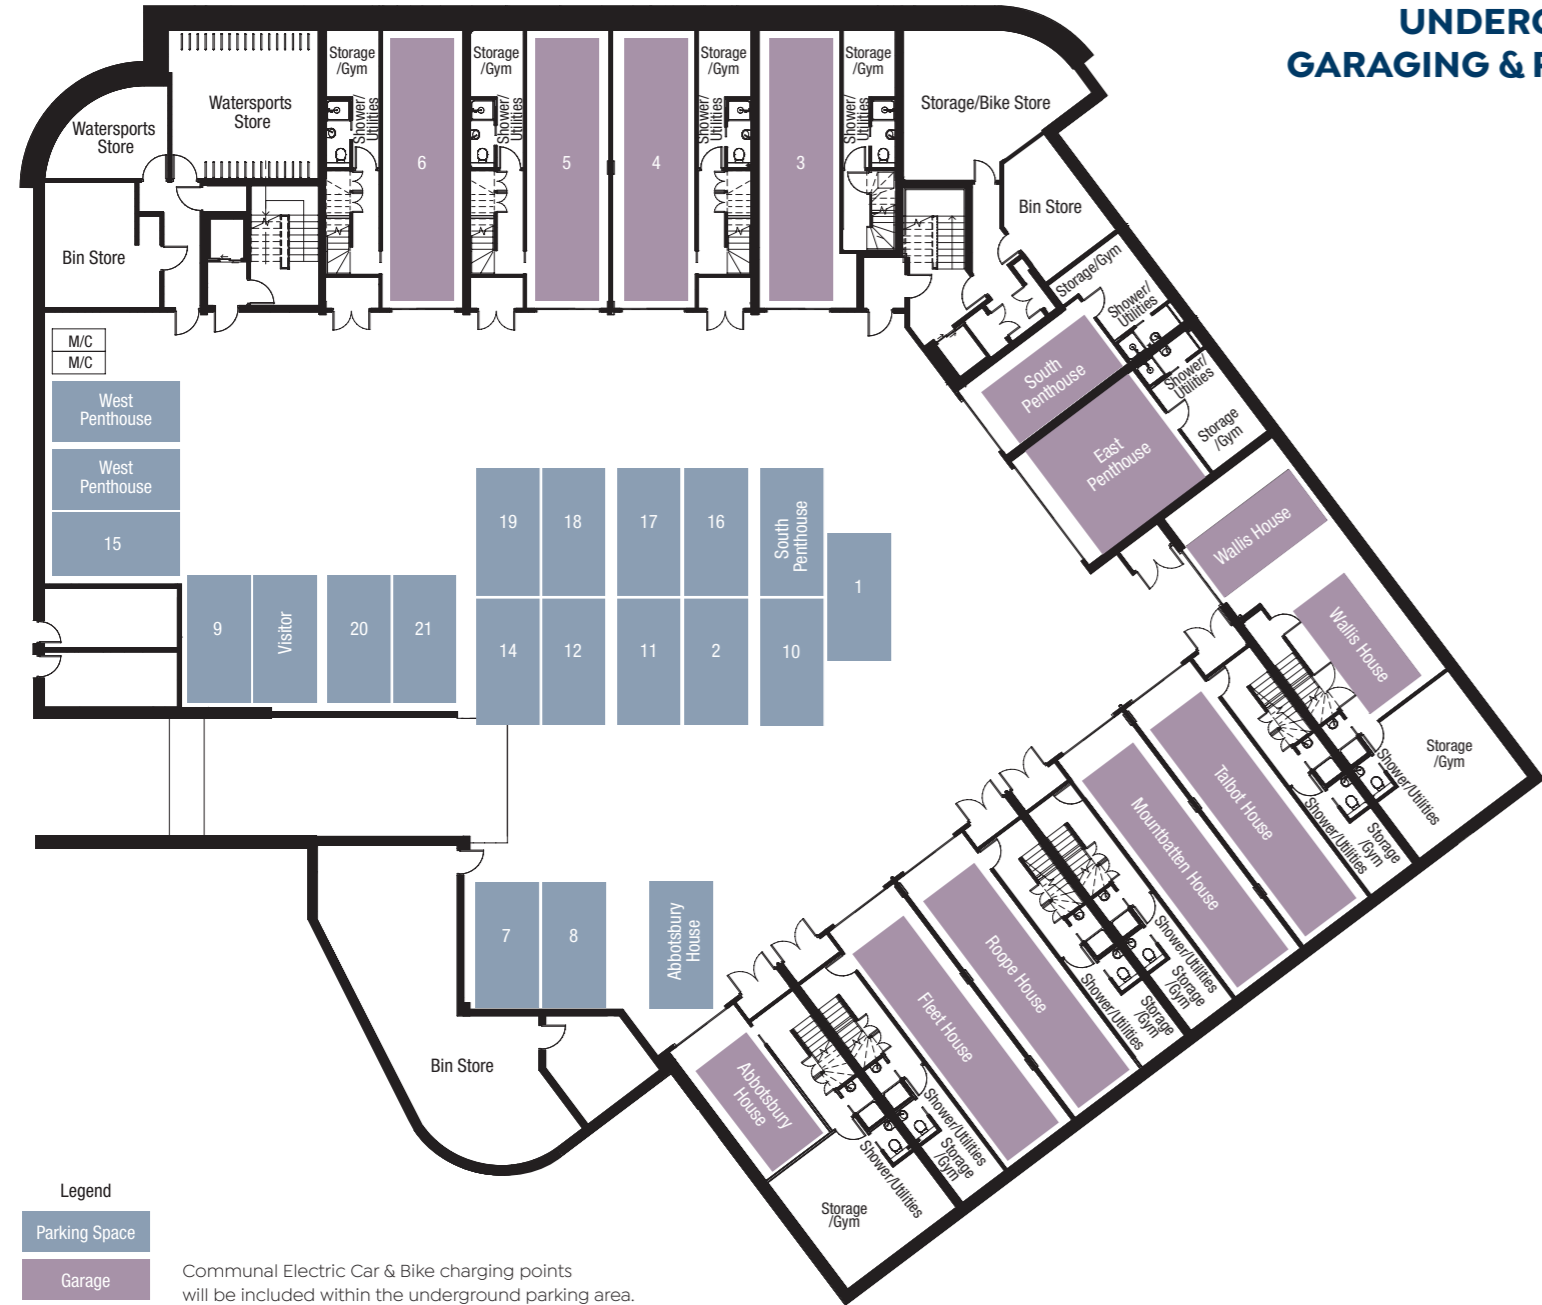 UNDERG
GARAGING & P
Storage
/Gym
Storage
/Gym
Storage
/Gym
Storage
/Gym
Watersports
Store
Watersports
Store
Storage/Bike Store
Shower/
Utilities
Shower/
Utilities
Shower/
Utilities
Shower/
Utilities
6
5
4
3
Bin Store
Bin Store
Storage/Gym
Shower/
Utilities
M/C
M/C
South
Penthouse
Shower/
Utilities
Storage
/Gym
East
Penthouse
West
Penthouse
West
Penthouse
15
Wallis House
Wallis House
19
18
17
16
South
Penthouse
1
9
Visitor
20
21
14
12
11
2
10
Storage
/Gym
Shower/Utilities
Storage
/Gym
Shower/Utilities
Talbot House
Mountbatten House
Shower/Utilities
Storage
/Gym
Storage
/Gym
Shower/Utilities
Roope House
Fleet House
7
8
Abbotsbury
House
Bin Store
Abbotsbury
House
Shower/Utilities
Storage
/Gym
Shower/Utilities
Storage
/Gym
Legend
Parking Space
Garage
Communal Electric Car & Bike charging points
will be included within the underground parking area.